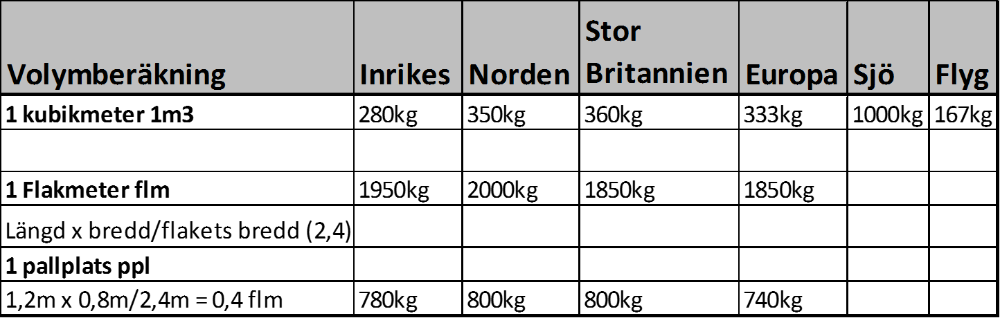 Volymberäkning Inrikes Norden Stor Britannien Europa Sjö Flyg
1 kubikmeter 1m3 280kg 350kg 360kg 333kg 1000kg 167kg
1 Flakmeter flm 1950kg 2000kg 1850kg 1850kg
Längd x bredd/flakets bredd (2,4)
1 pallplats ppl
1,2m x 0,8m/2,4m = 0,4 flm 780kg 800kg 800kg 740kg